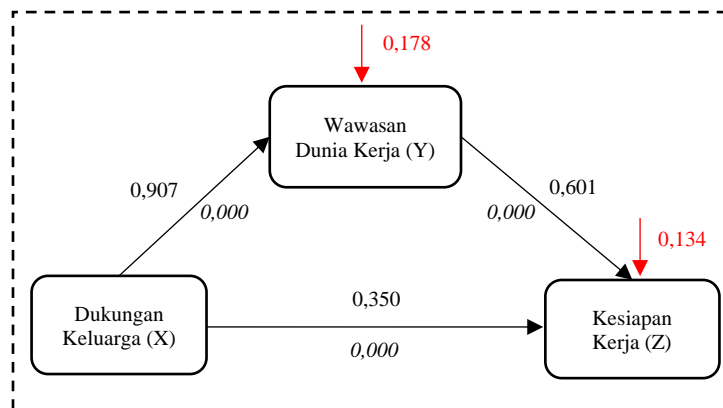 0,178
Wawasan
Dunia Kerja (Y)
0,907
0,000
0,601
0,000
0,134
Dukungan
Keluarga (X)
0,350
0,000
Kesiapan
Kerja (Z)